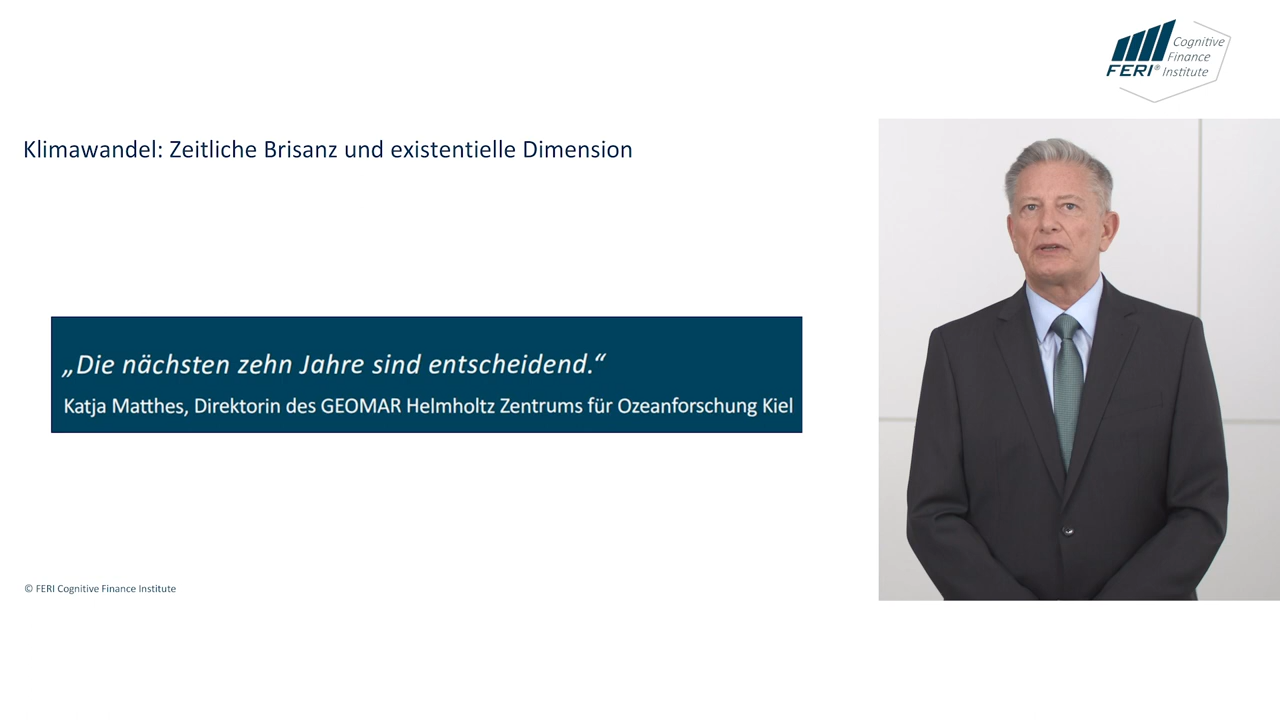 Cognitive
Finance
FERI® Institute
Klimawandel: Zeitliche Brisanz und existentielle Dimension
„Die nächsten zehn Jahre sind entscheidend.“
Katja Matthes, Direktorin des GEOMAR Helmholtz Zentrums für Ozeanforschung Kiel
© FERI Cognitive Finance Institute